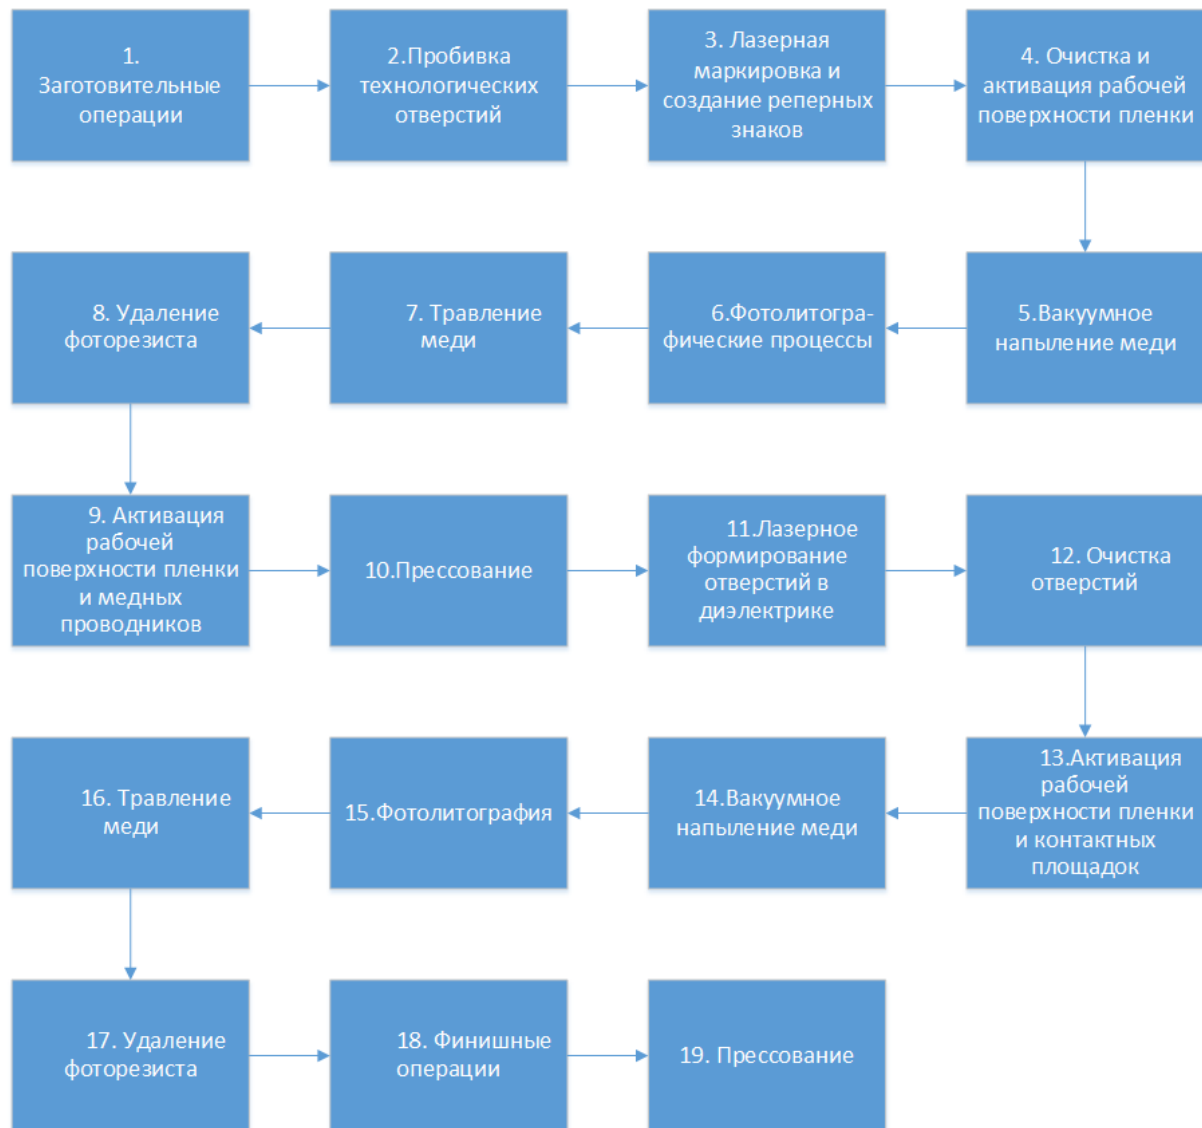 1.
Заготовительные
операции
2.Пробивка
технологических
отверстий
3. Лазерная
маркировка и
создание реперных
знаков
4. Очистка и
активация рабочей
поверхности пленки
5.Вакуумное
напыление меди
6.Фотолитогра-
фические процессы
7. Травление
меди
8. Удаление
фоторезиста
9. Активация
рабочей
поверхности пленки
и медных
проводников
10.Прессование
11.Лазерное
формирование
отверстий в
диэлектрике
12. Очистка
отверстий
13.Активация
рабочей
поверхности пленки
и контактных
площадок
14.Вакуумное
напыление меди
15.Фотолитография
16. Травление
меди
17. Удаление
фоторезиста
18. Финишные
операции
19. Прессование